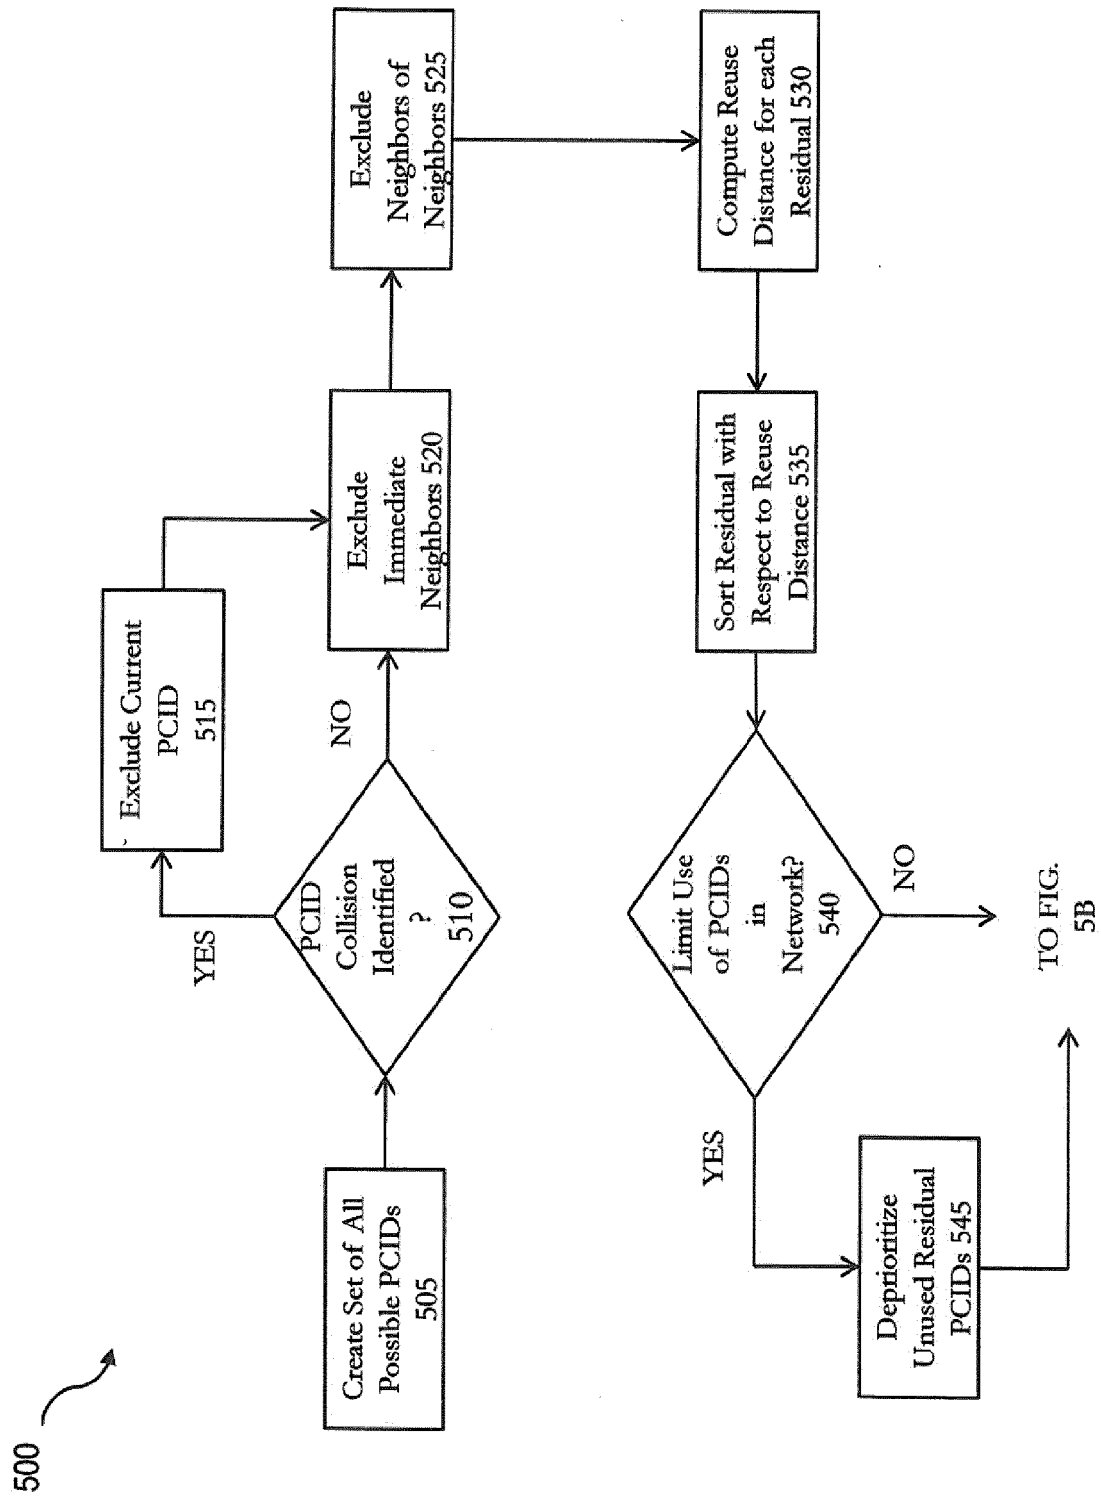 500
Create Set of All
Possible PCIDs
505
PCID
Collision
Identified
?
510
YES
NO
Exclude Current
PCID
515
Exclude
Immediate
Neighbors 520
Exclude
Neighbors of
Neighbors 525
Compute Reuse
Distance for each
Residual 530
Sort Residual with
Respect to Reuse
Distance 535
Limit Use
of PCIDs
in
Network?
540
YES
NO
Deprioritize
Unused Residual
PCIDs 545
TO FIG.
5B